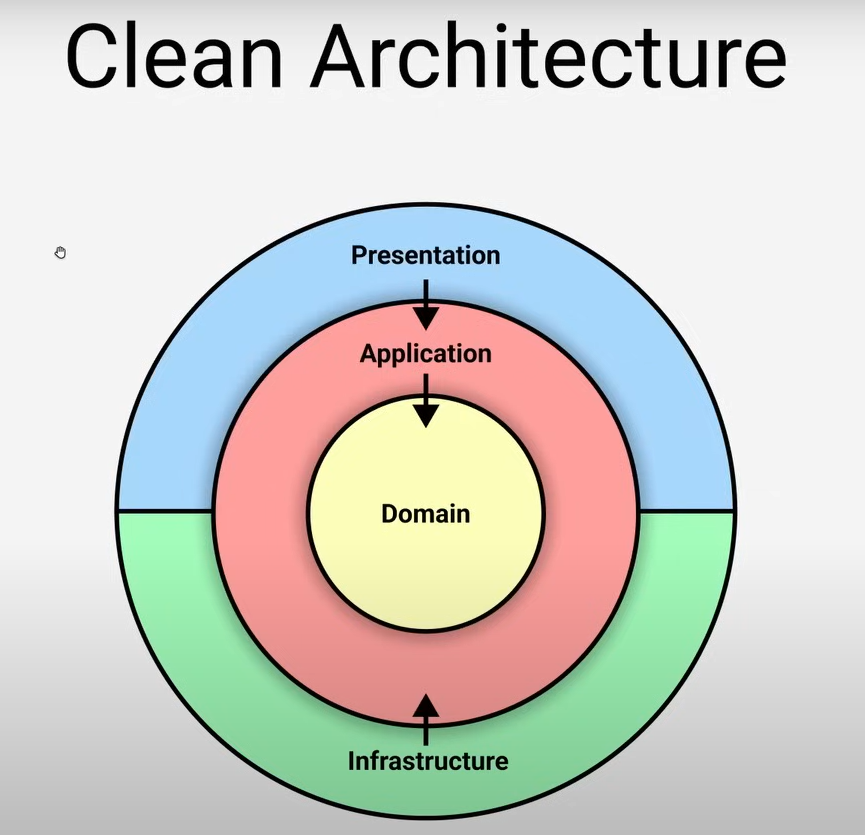 Clean Architecture
Presentation
Application
Domain
Infrastructure